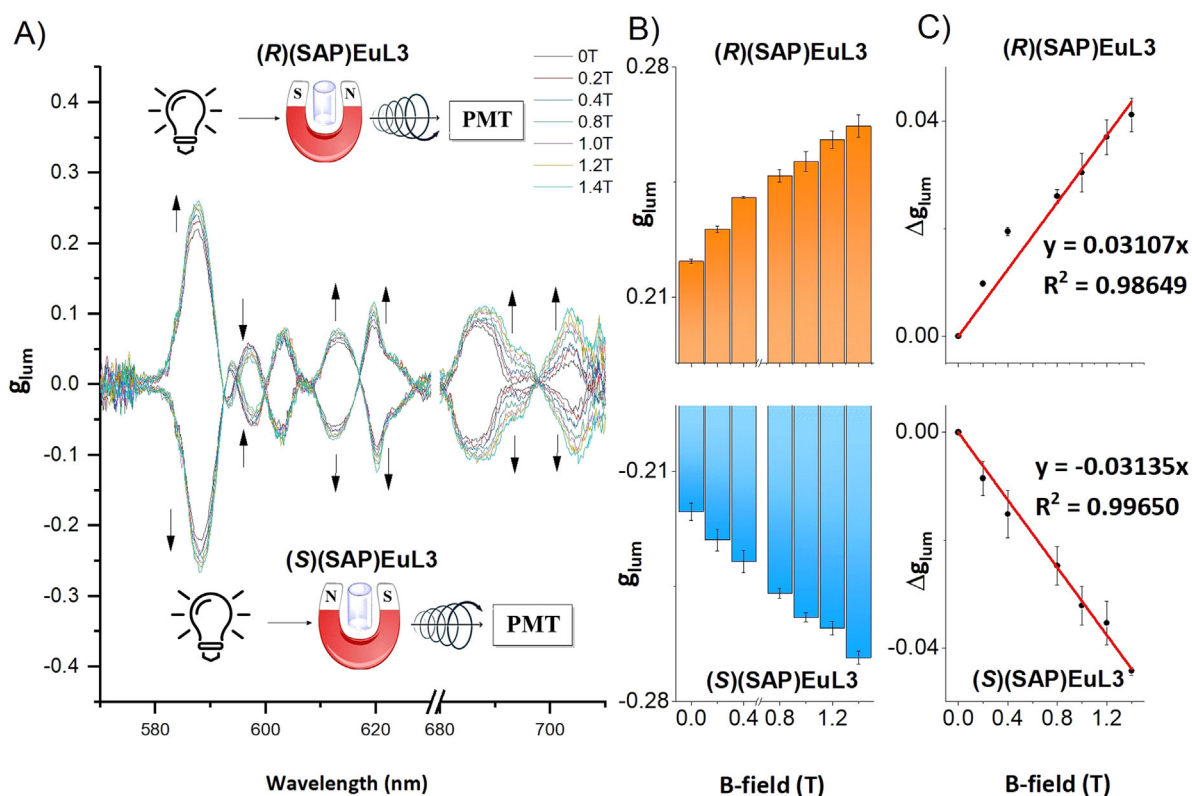 A)
(R)(SAP)EuL3
S N
PMT
0T
0.2T
0.4T
0.8T
1.0T
1.2T
1.4T
0.4
0.3
0.2
0.1
0.0
-0.1
-0.2
-0.3
-0.4
glum
(S)(SAP)EuL3
N S
PMT
580 600 620 680 700
Wavelength (nm)
B)
(R)(SAP)EuL3
0.28
0.21
glum
-0.21
-0.28
glum
(S)(SAP)EuL3
0.0 0.4 0.8 1.2
B-field (T)
C)
(R)(SAP)EuL3
0.04
0.00
Δglum
y = 0.03107x
R² = 0.98649
0.00
-0.04
Δglum
y = -0.03135x
R² = 0.99650
(S)(SAP)EuL3
0.0 0.4 0.8 1.2
B-field (T)